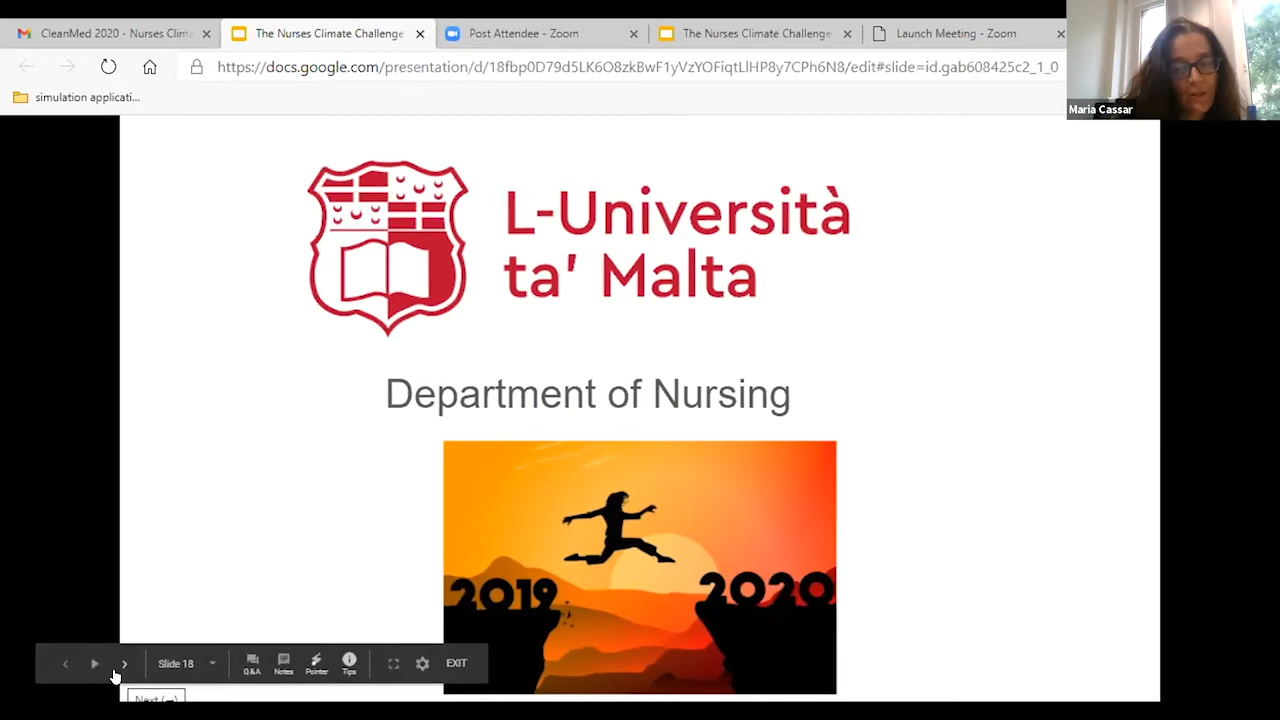 CleanMed 2020 - Nurses Clim
The Nurses Climate Challenge
Post Attendee - Zoom
The Nurses Climate Challenge
Launch Meeting - Zoom
https://docs.google.com/presentation/d/18fbp0D79d5LK6O8zkBwF1yVzYOFiqtLlHP8y7CPh6N8/edit#slide=id.gab608425c2_1_0
simulation applicati...
Maria Cassar
L-Università
ta' Malta
Department of Nursing
2019
2020
Slide 18
Q&A
Notes
Pointer
Tips
EXIT
Next (→)